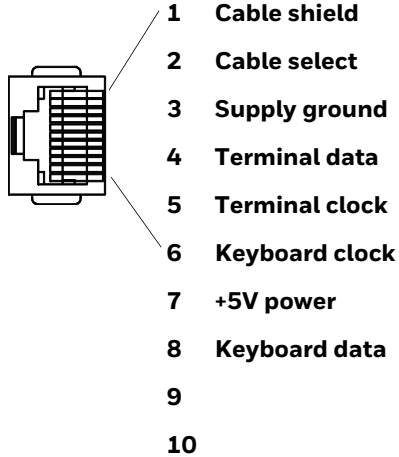 1 Cable shield
2 Cable select
3 Supply ground
4 Terminal data
5 Terminal clock
6 Keyboard clock
7 +5V power
8 Keyboard data
9
10